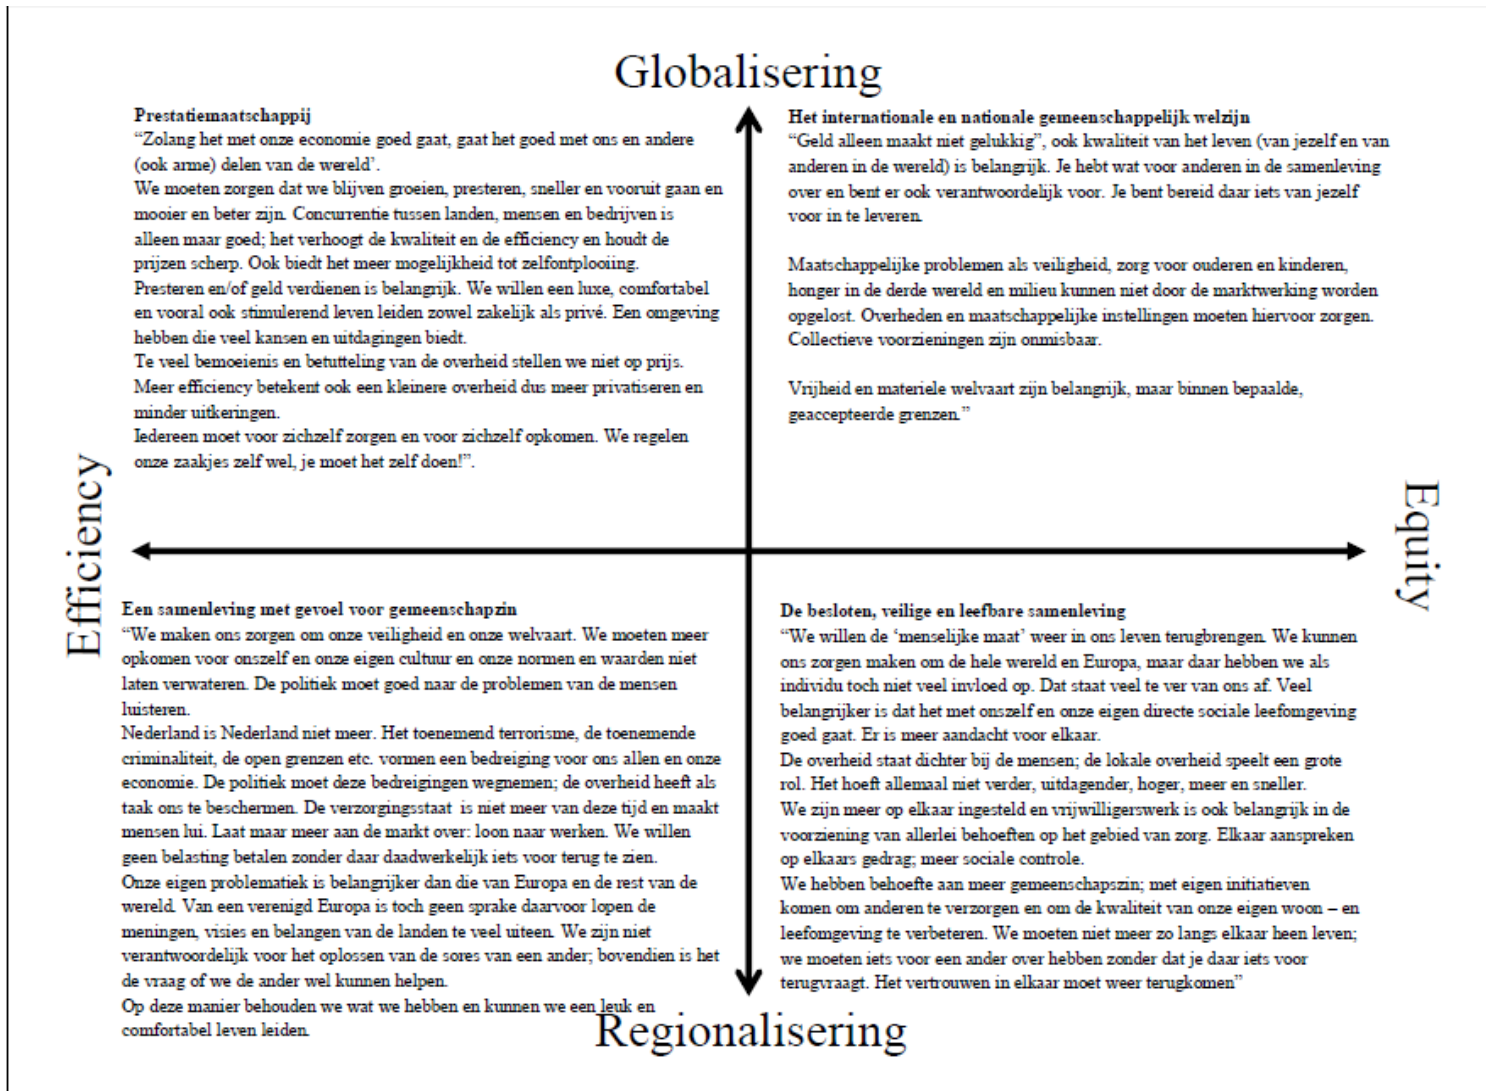 Globalisering
Prestatiemaatschappij
“Zolang het met onze economie goed gaat, gaat het goed met ons en andere
(ook arme) delen van de wereld’.
We moeten zorgen dat we blijven groeien, presteren, sneller en vooruit gaan en
mooier en beter zijn. Concurrentie tussen landen, mensen en bedrijven is
alleen maar goed; het verhoogt de kwaliteit en de efficiency en houdt de
prijzen scherp. Ook biedt het meer mogelijkheid tot zelfontplooiing.
Presteren en/of geld verdienen is belangrijk. We willen een luxe, comfortabel
en vooral ook stimulerend leven leiden zowel zakelijk als privé. Een omgeving
hebben die veel kansen en uitdagingen biedt.
Te veel bemoeienis en betutteling van de overheid stellen we niet op prijs.
Meer efficiency betekent ook een kleinere overheid dus meer privatiseren en
minder uitkeringen.
Iedereen moet voor zichzelf zorgen en voor zichzelf opkomen. We regelen
onze zaakjes zelf wel, je moet het zelf doen!”.
Het internationale en nationale gemeenschappelijk welzijn
“Geld alleen maakt niet gelukkig”, ook kwaliteit van het leven (van jezelf en van
anderen in de wereld) is belangrijk. Je hebt wat voor anderen in de samenleving
over en bent er ook verantwoordelijk voor. Je bent bereid daar iets van jezelf
voor in te leveren.
Maatschappelijke problemen als veiligheid, zorg voor ouderen en kinderen,
honger in de derde wereld en milieu kunnen niet door de marktwerking worden
opgelost. Overheden en maatschappelijke instellingen moeten hiervoor zorgen.
Collectieve voorzieningen zijn onmisbaar.
Vrijheid en materiele welvaart zijn belangrijk, maar binnen bepaalde,
geaccepteerde grenzen.”
Efficiency
Equity
Een samenleving met gevoel voor gemeenschapzin
“We maken ons zorgen om onze veiligheid en onze welvaart. We moeten meer
opkomen voor onszelf en onze eigen cultuur en onze normen en waarden niet
laten verwateren. De politiek moet goed naar de problemen van de mensen
luisteren.
Nederland is Nederland niet meer. Het toenemend terrorisme, de toenemende
criminaliteit, de open grenzen etc. vormen een bedreiging voor ons allen en onze
economie. De politiek moet deze bedreigingen wegnemen; de overheid heeft als
taak ons te beschermen. De verzorgingsstaat is niet meer van deze tijd en maakt
mensen lui. Laat maar meer aan de markt over: loon naar werken. We willen
geen belasting betalen zonder daar daadwerkelijk iets voor terug te zien.
Onze eigen problematiek is belangrijker dan die van Europa en de rest van de
wereld. Van een verenigd Europa is toch geen sprake daarvoor lopen de
meningen, visies en belangen van de landen te veel uiteen. We zijn niet
verantwoordelijk voor het oplossen van de sores van een ander; bovendien is het
de vraag of we de ander wel kunnen helpen.
Op deze manier behouden we wat we hebben en kunnen we een leuk en
comfortabel leven leiden.
De besloten, veilige en leefbare samenleving
“We willen de ‘menselijke maat’ weer in ons leven terugbrengen. We kunnen
ons zorgen maken om de hele wereld en Europa, maar daar hebben we als
individu toch niet veel invloed op. Dat staat veel te ver van ons af. Veel
belangrijker is dat het met onszelf en onze eigen directe sociale leefomgeving
goed gaat. Er is meer aandacht voor elkaar.
De overheid staat dichter bij de mensen; de lokale overheid speelt een grote
rol. Het hoeft allemaal niet verder, uitdagender, hoger, meer en sneller.
We zijn meer op elkaar ingesteld en vrijwilligerswerk is ook belangrijk in de
voorziening van allerlei behoeften op het gebied van zorg. Elkaar aanspreken
op elkaars gedrag; meer sociale controle.
We hebben behoefte aan meer gemeenschapszin; met eigen initiatieven
komen om anderen te verzorgen en om de kwaliteit van onze eigen woon – en
leefomgeving te verbeteren. We moeten niet meer zo langs elkaar heen leven;
we moeten iets voor een ander over hebben zonder dat je daar iets voor
terugvraagt. Het vertrouwen in elkaar moet weer terugkomen”
Regionalisering